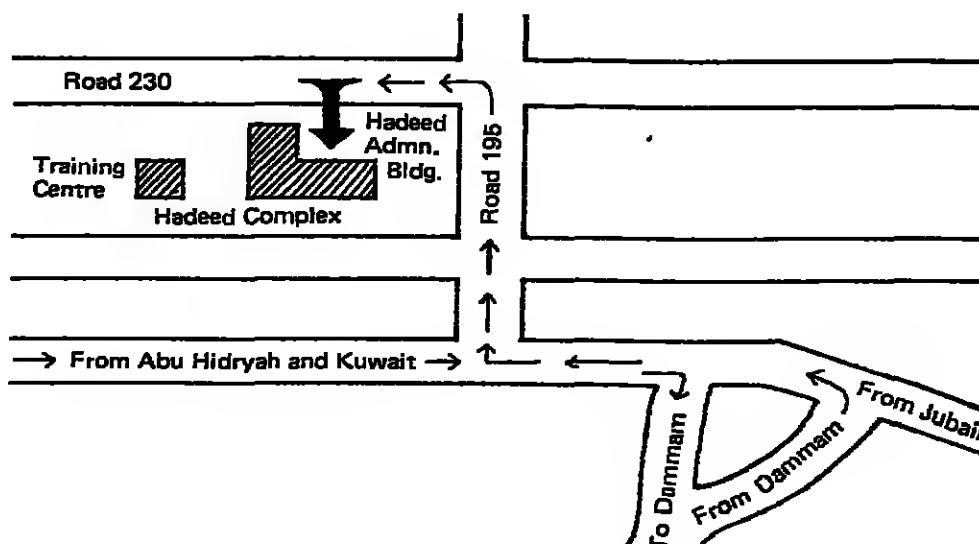 Road 230
Hadeed
Admn.
Bldg.
Training
Centre
Hadeed Complex
Road 195
From Abu Hidryah and Kuwait
To Dammam
From Dammam
From Jubail